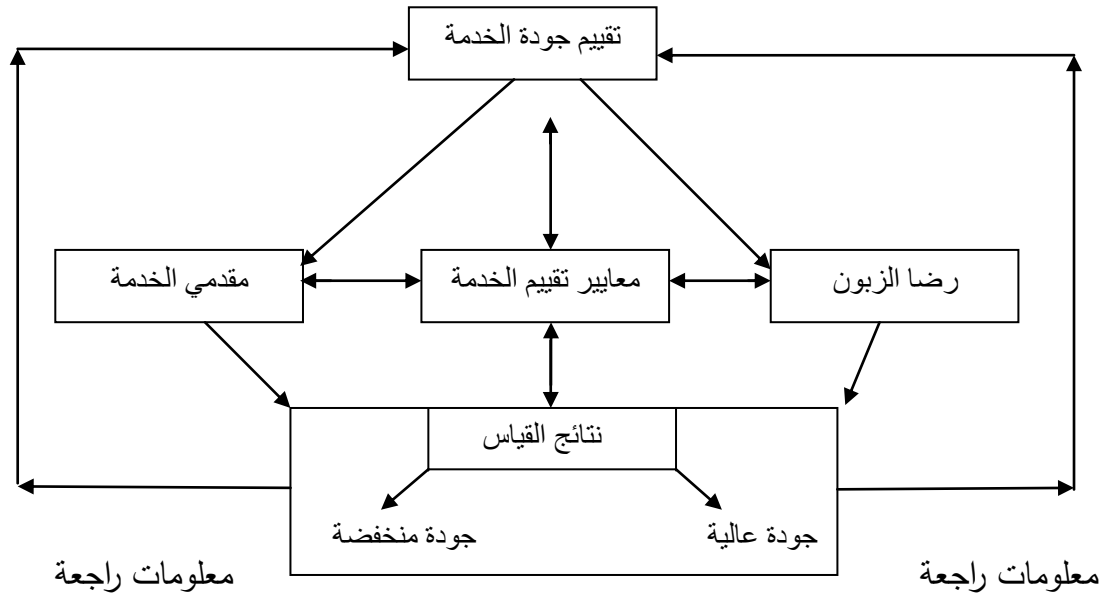 تقييم جودة الخدمة
رضا الزبون
معايير تقييم الخدمة
مقدمي الخدمة
نتائج القياس
جودة عالية
جودة منخفضة
معلومات راجعة
معلومات راجعة